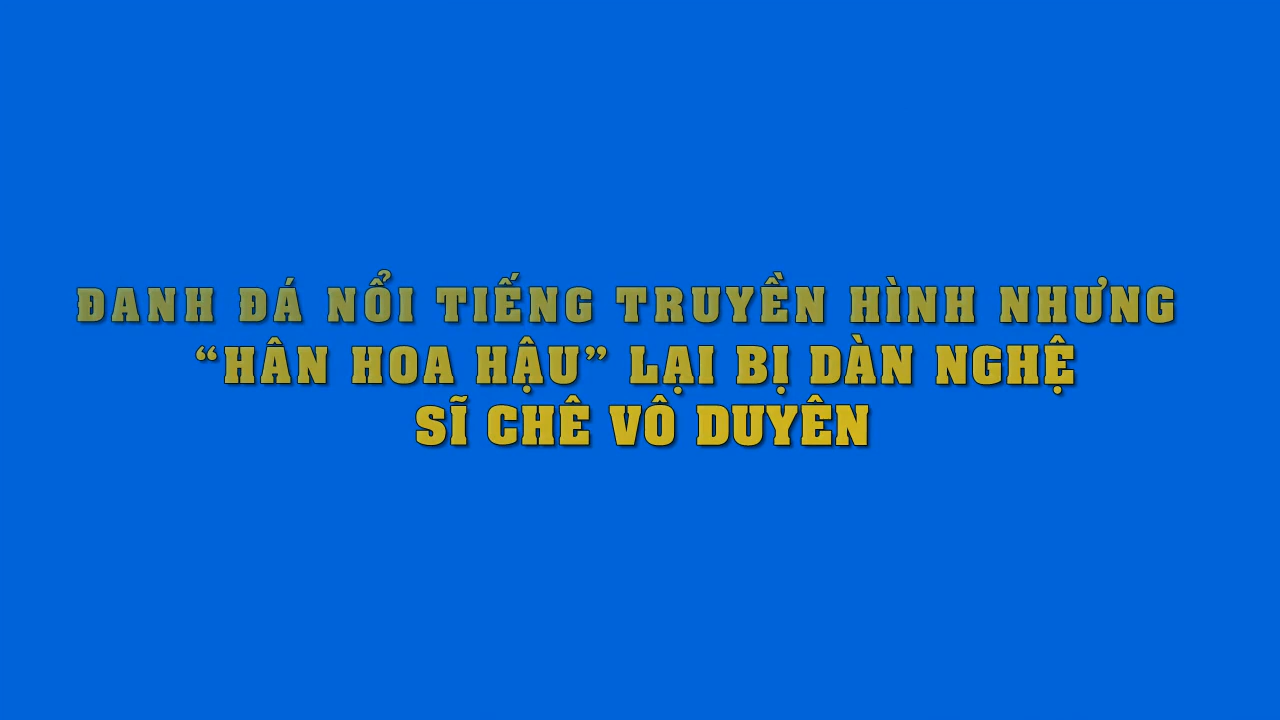 ĐANH ĐÁ NỔI TIẾNG TRUYỀN HÌNH NHƯNG
“HÂN HOA HẬU” LẠI BỊ DÀN NGHỆ
SĨ CHÊ VÔ DUYÊN